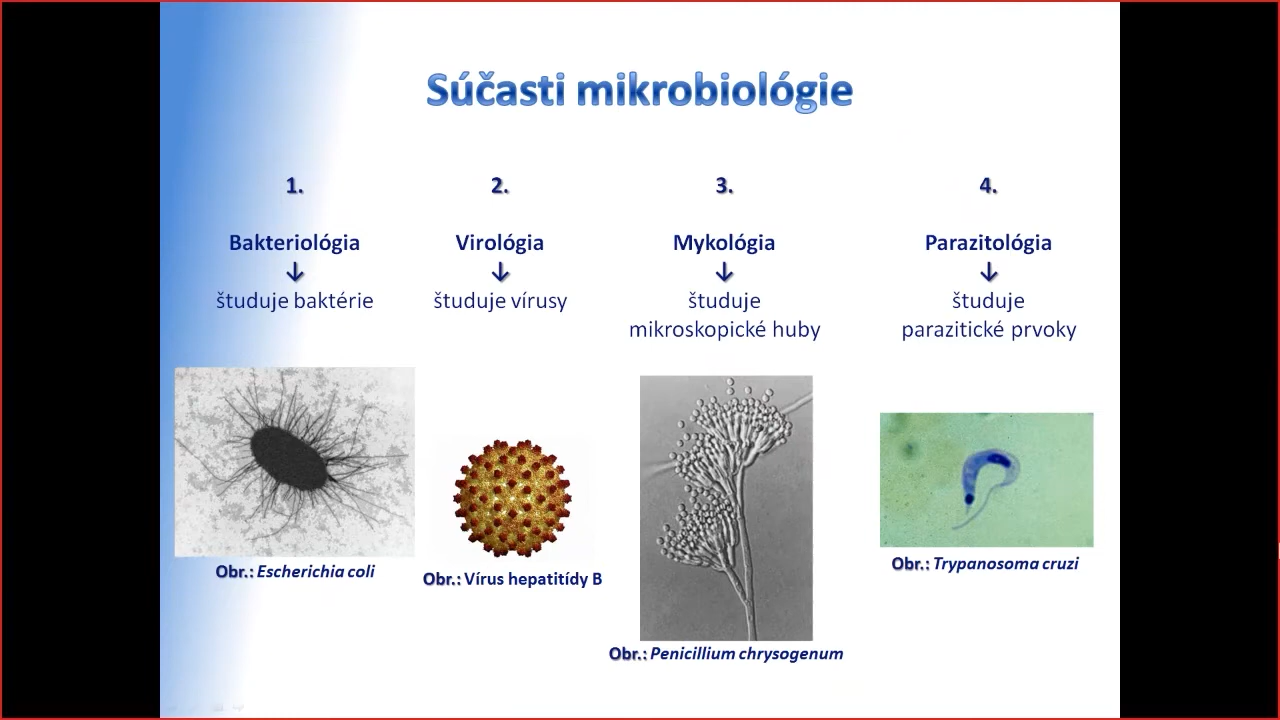 Súčasti mikrobiológie
1.
Bakteriológia
↓
študuje baktérie
Obr.: Escherichia coli
2.
Virológia
↓
študuje vírusy
Obr.: Vírus hepatitídy B
3.
Mykológia
↓
študuje
mikroskopické huby
Obr.: Penicillium chrysogenum
4.
Parazitológia
↓
študuje
parazitické prvoky
Obr.: Trypanosoma cruzi